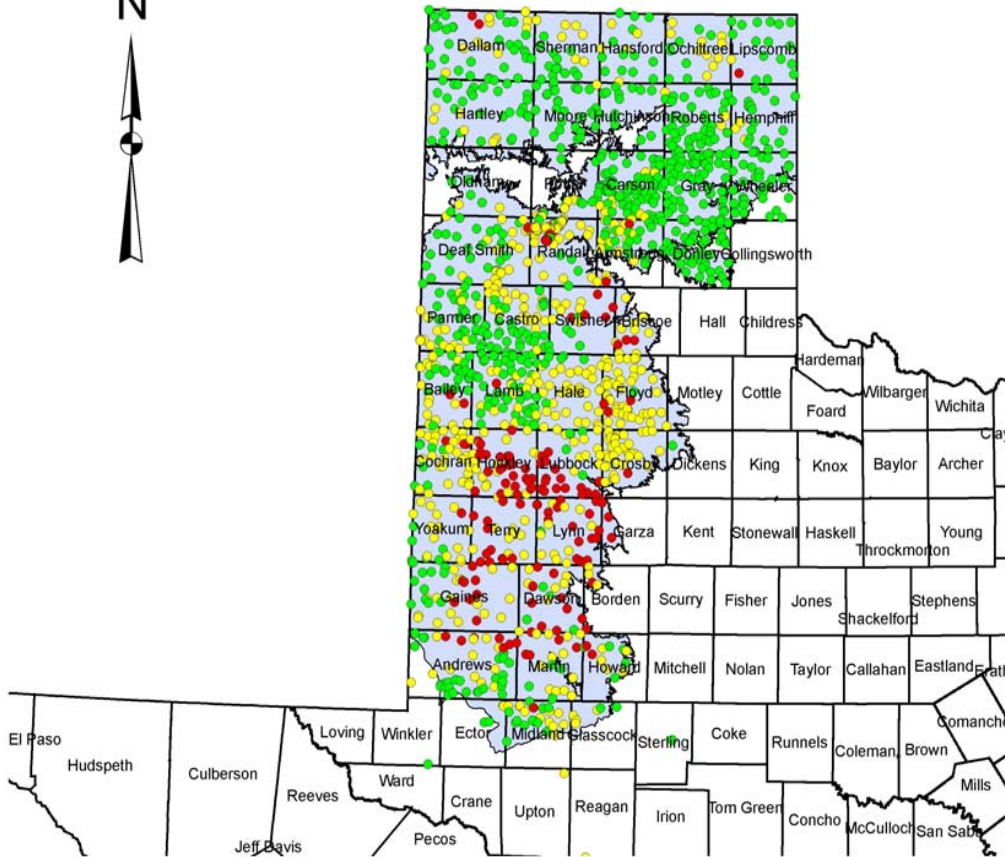 N
Dallam Sherman Hansford Ochiltree Lipscomb
Hartley Moore Hutchinson Roberts Hemphill
Oldham Potter Carson Gray Wheeler
Deaf Smith Randall Armstrong Donley Collingsworth
Parmer Castro Swisher Briscoe Hall Childress
Hardeman
Bailey Lamb Hale Floyd Motley Cottle Foard Wilbarger Wichita
Cochran Hockley Lubbock Crosby Dickens King Knox Baylor Archer
Yoakum Terry Lynn Garza Kent Stonewall Haskell Throckmorton Young
Gaines Dawson Borden Scurry Fisher Jones Shackelford Stephens
Andrews Martin Howard Mitchell Nolan Taylor Callahan Eastland
Loving Winkler Ector Midland Glasscock Sterling Coke Runnels Coleman Brown Comanche
El Paso Hudspeth Culberson Reeves Ward Crane Upton Reagan Irion Tom Green Concho McCulloch San Saba Mills
Jeff Davis Pecos